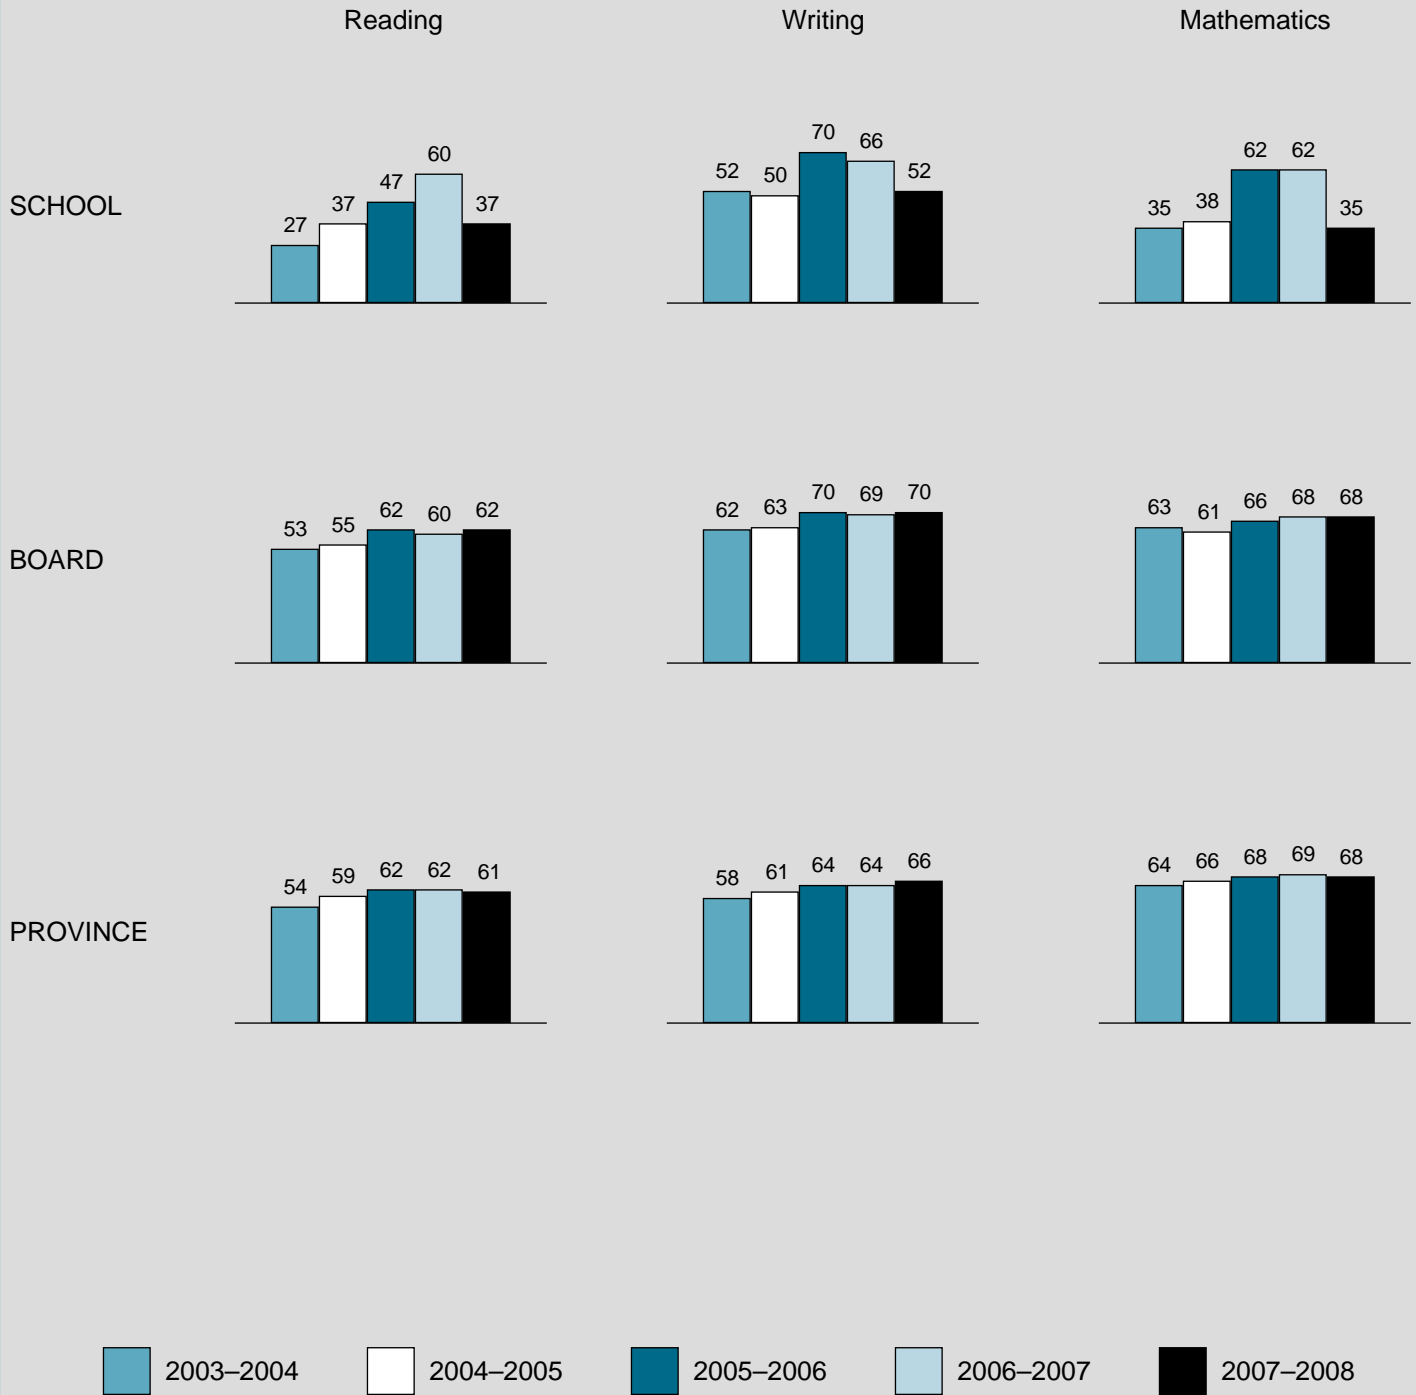 Reading Writing Mathematics
SCHOOL
27 37 47 60 37
52 50 70 66 52
35 38 62 62 35
BOARD
53 55 62 60 62
62 63 70 69 70
63 61 66 68 68
PROVINCE
54 59 62 62 61
58 61 64 64 66
64 66 68 69 68
2003–2004 2004–2005 2005–2006 2006–2007 2007–2008